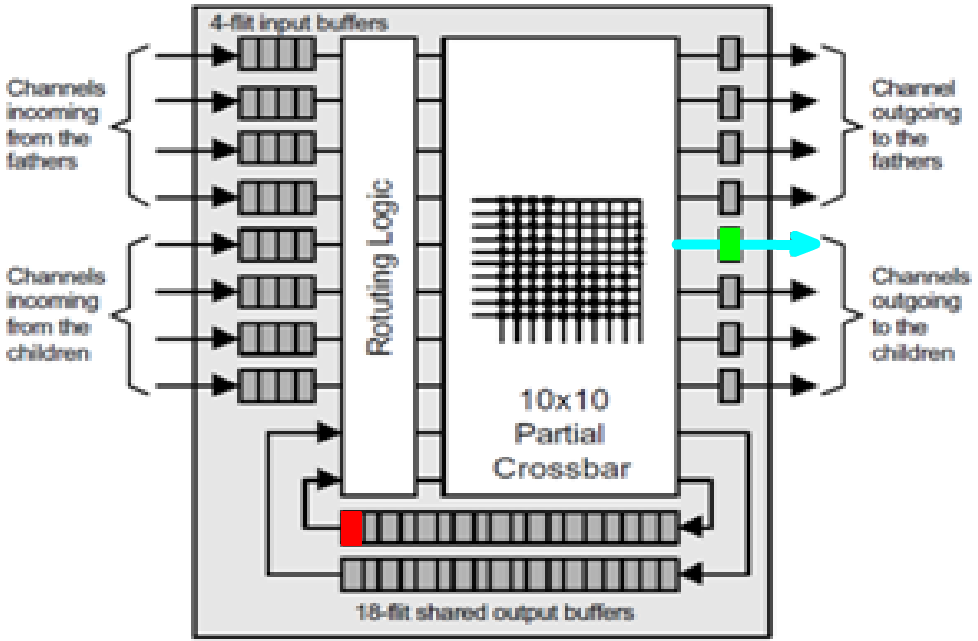 4-flit input buffers
Channels
incoming
from the
fathers
Channels
incoming
from the
children
Rotuting Logic
10x10
Partial
Crossbar
Channel
outgoing
to the
fathers
Channels
outgoing
to the
children
18-flit shared output buffers